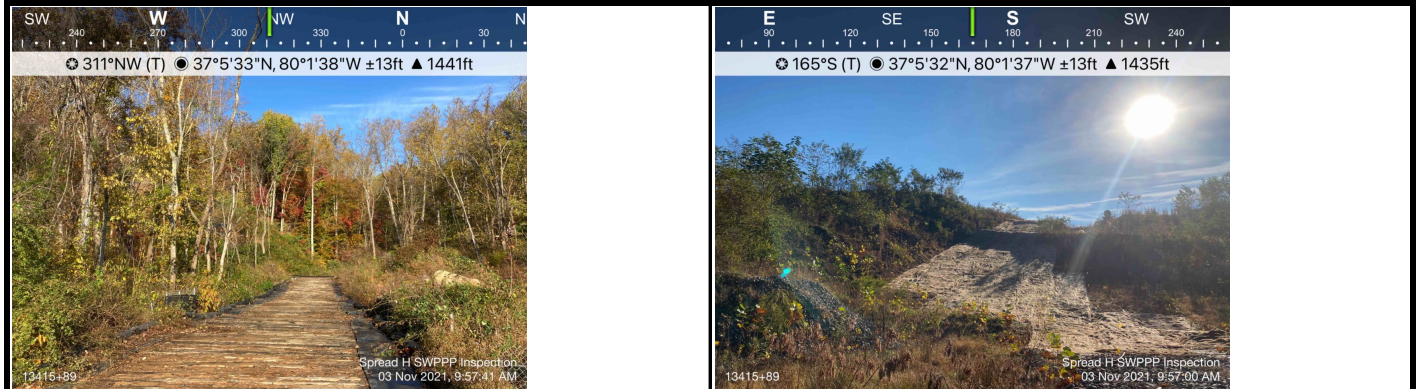 SW W NW N N
240 270 300 330 0 30
311°NW (T) 37°5'33"N, 80°1'38"W ±13ft ▲ 1441ft
Spread H SWPPP Inspection
13415+89 03 Nov 2021, 9:57:41 AM
E SE S SW
90 120 150 180 210 240
165°S (T) 37°5'32"N, 80°1'37"W ±13ft ▲ 1435ft
Spread H SWPPP Inspection
13415+89 03 Nov 2021, 9:57:00 AM